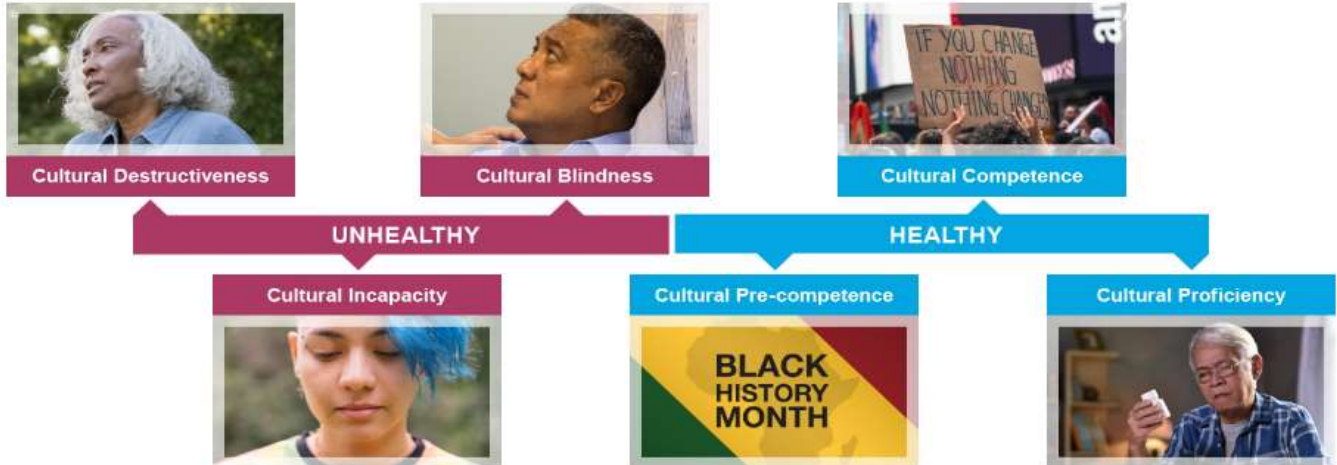 IF YOU CHANGE
NOTHING
NOTHING CHANGES
Cultural Destructiveness
Cultural Blindness
Cultural Competence
UNHEALTHY
HEALTHY
Cultural Incapacity
Cultural Pre-competence
Cultural Proficiency
BLACK
HISTORY
MONTH